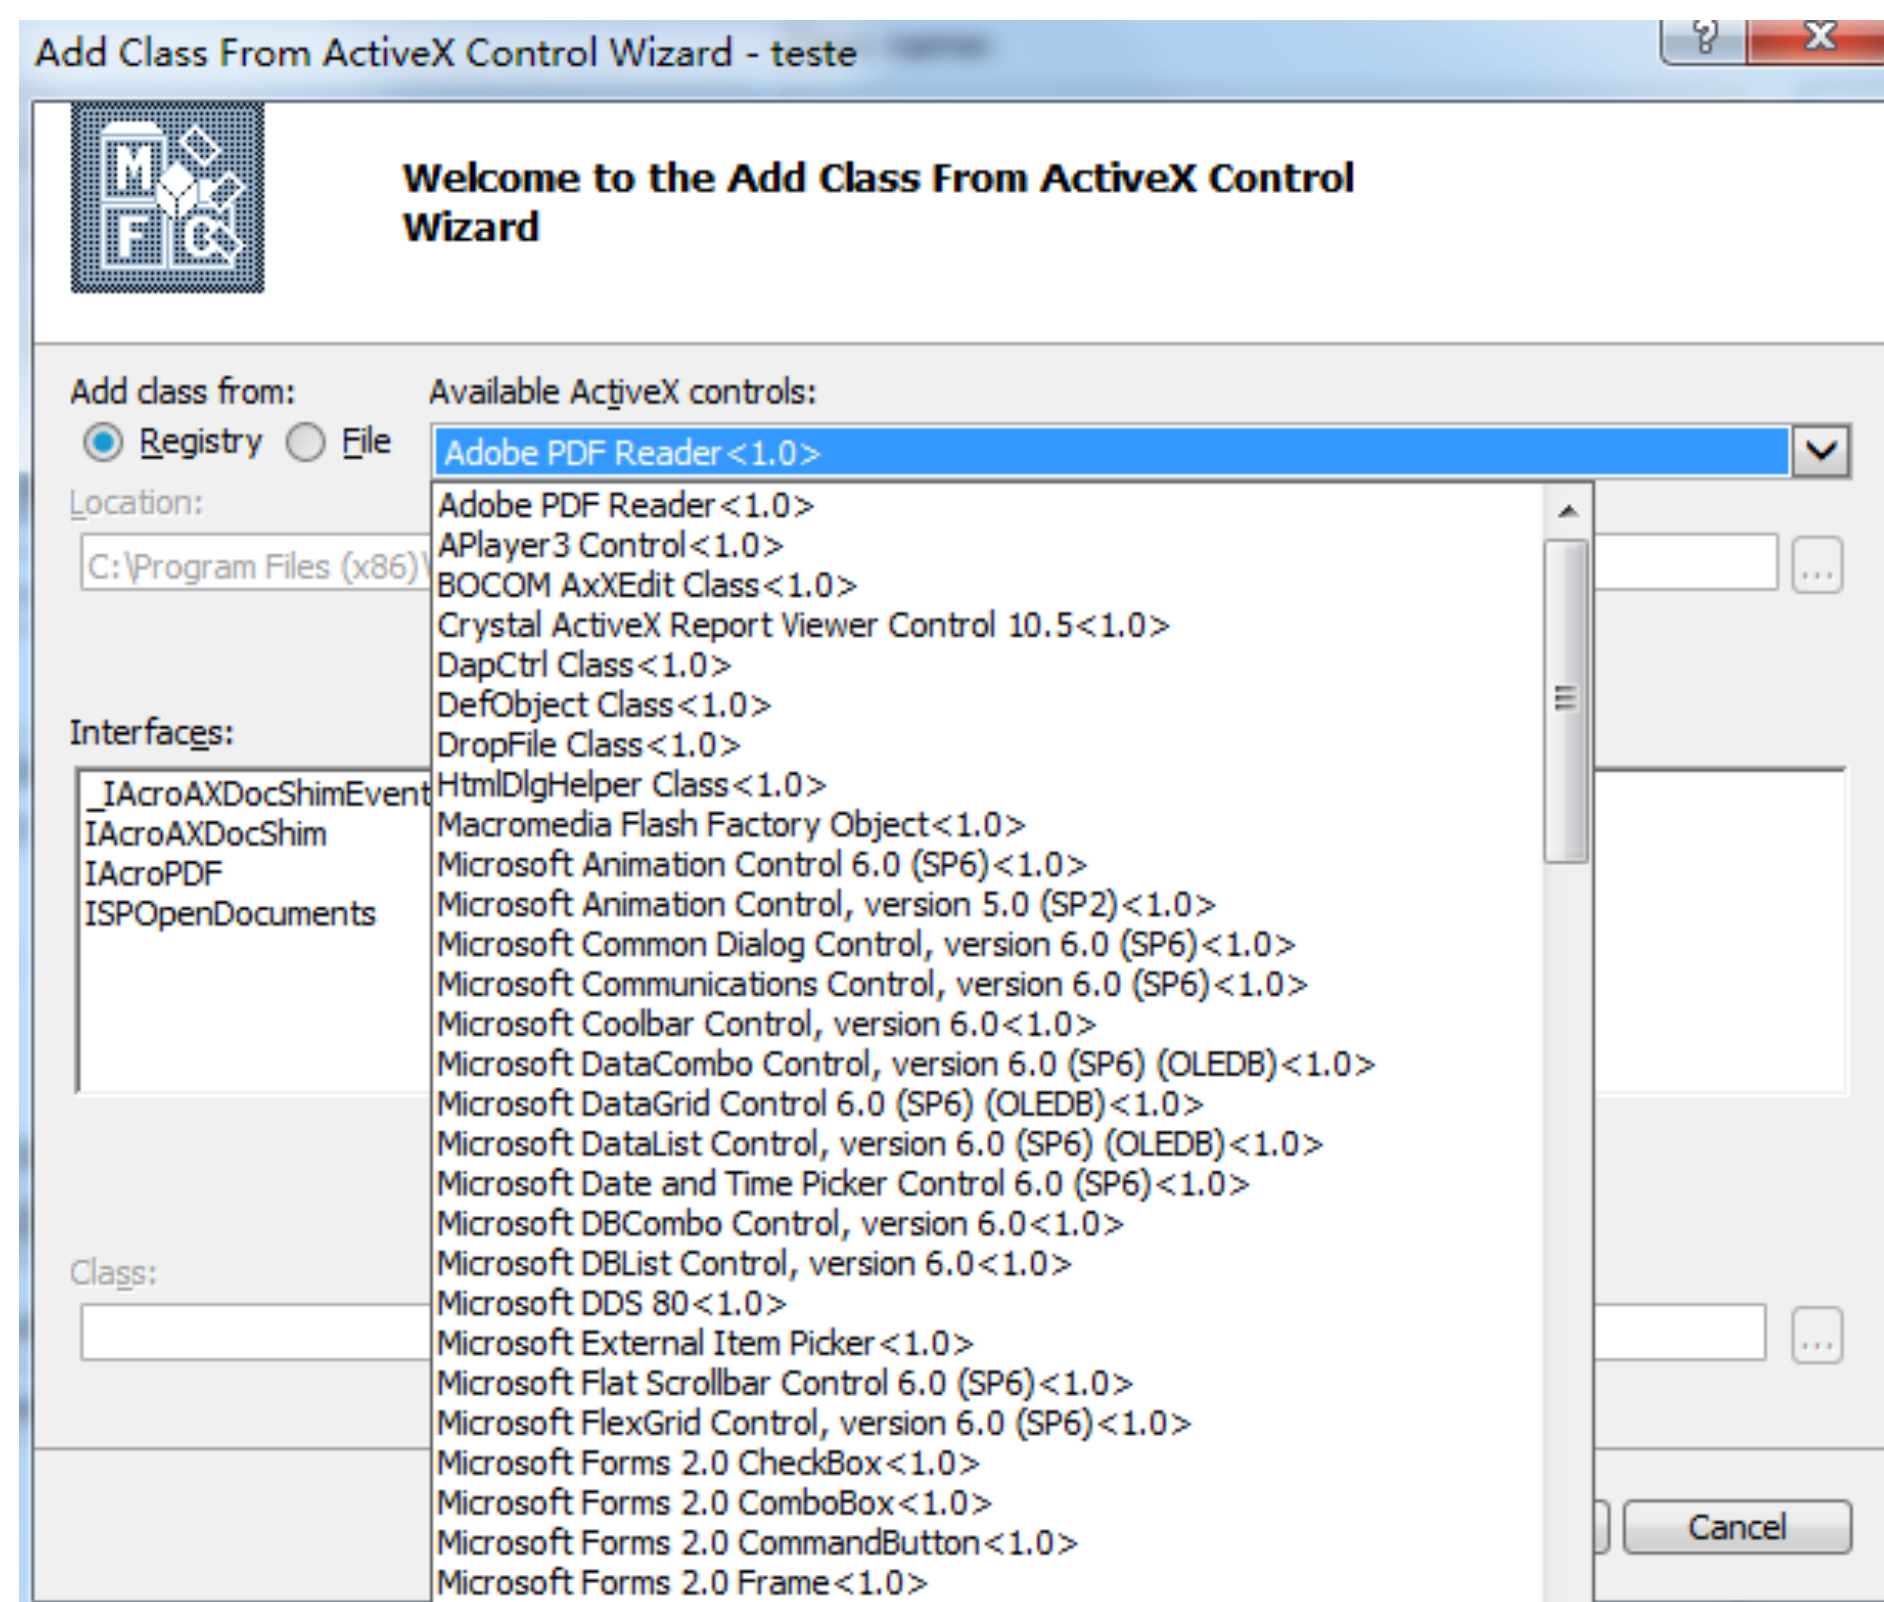 Add Class From ActiveX Control Wizard - teste
?
X
M
F C
Welcome to the Add Class From ActiveX Control
Wizard
Add class from:
Available ActiveX controls:
Registry
File
Adobe PDF Reader<1.0>
Location:
C:\Program Files (x86)\
...
Adobe PDF Reader<1.0>
APlayer3 Control<1.0>
BOCOM AxXEdit Class<1.0>
Crystal ActiveX Report Viewer Control 10.5<1.0>
DapCtrl Class<1.0>
DefObject Class<1.0>
DropFile Class<1.0>
HtmlDlgHelper Class<1.0>
Macromedia Flash Factory Object<1.0>
Microsoft Animation Control 6.0 (SP6)<1.0>
Microsoft Animation Control, version 5.0 (SP2)<1.0>
Microsoft Common Dialog Control, version 6.0 (SP6)<1.0>
Microsoft Communications Control, version 6.0 (SP6)<1.0>
Microsoft Coolbar Control, version 6.0<1.0>
Microsoft DataCombo Control, version 6.0 (SP6) (OLEDB)<1.0>
Microsoft DataGrid Control 6.0 (SP6) (OLEDB)<1.0>
Microsoft DataList Control, version 6.0 (SP6) (OLEDB)<1.0>
Microsoft Date and Time Picker Control 6.0 (SP6)<1.0>
Microsoft DBCombo Control, version 6.0<1.0>
Microsoft DBList Control, version 6.0<1.0>
Microsoft DDS 80<1.0>
Microsoft External Item Picker<1.0>
Microsoft Flat Scrollbar Control 6.0 (SP6)<1.0>
Microsoft FlexGrid Control, version 6.0 (SP6)<1.0>
Microsoft Forms 2.0 CheckBox<1.0>
Microsoft Forms 2.0 ComboBox<1.0>
Microsoft Forms 2.0 CommandButton<1.0>
Microsoft Forms 2.0 Frame<1.0>
Interfaces:
_IAcroAXDocShimEvent
IAcroAXDocShim
IAcroPDF
ISPOpenDocuments
Class:
...
Cancel